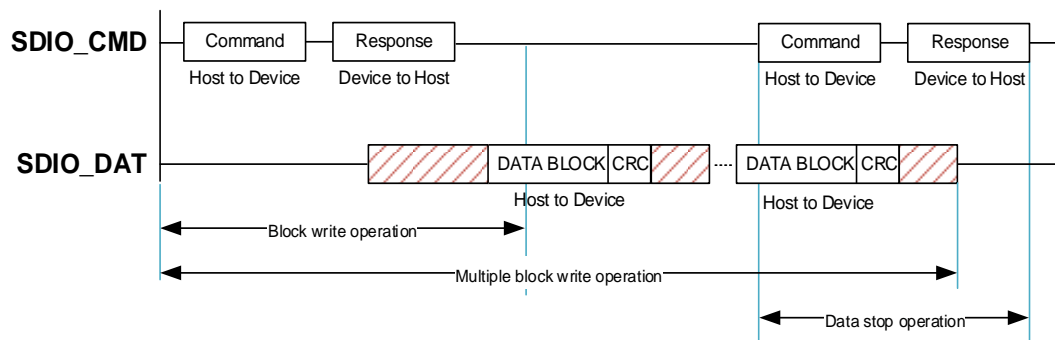 SDIO_CMD Command Response Command Response
Host to Device Device to Host Host to Device Device to Host
SDIO_DAT DATA BLOCK CRC DATA BLOCK CRC
Host to Device Host to Device
Block write operation
Multiple block write operation
Data stop operation